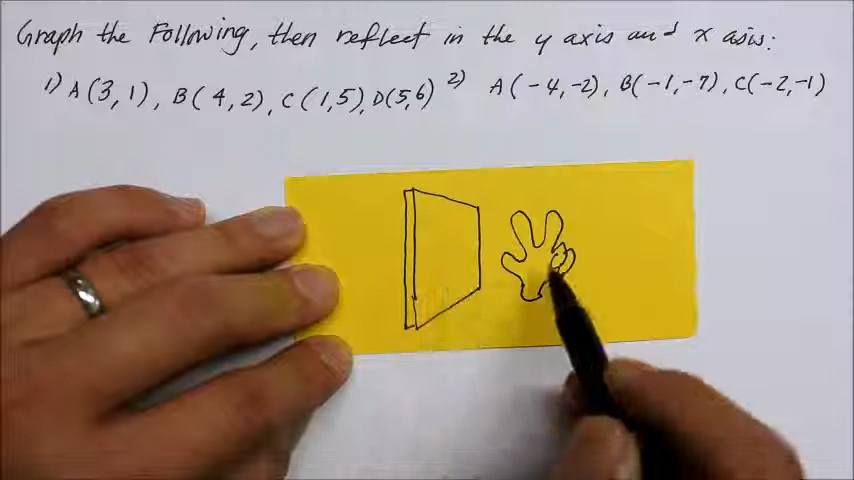 Graph the Following, then reflect in the y axis and x asis:
1) A(3, 1), B(4, 2), C(1,5), D(5,6) 2) A(-4,-2), B(-1,-7), C(-2,-1)